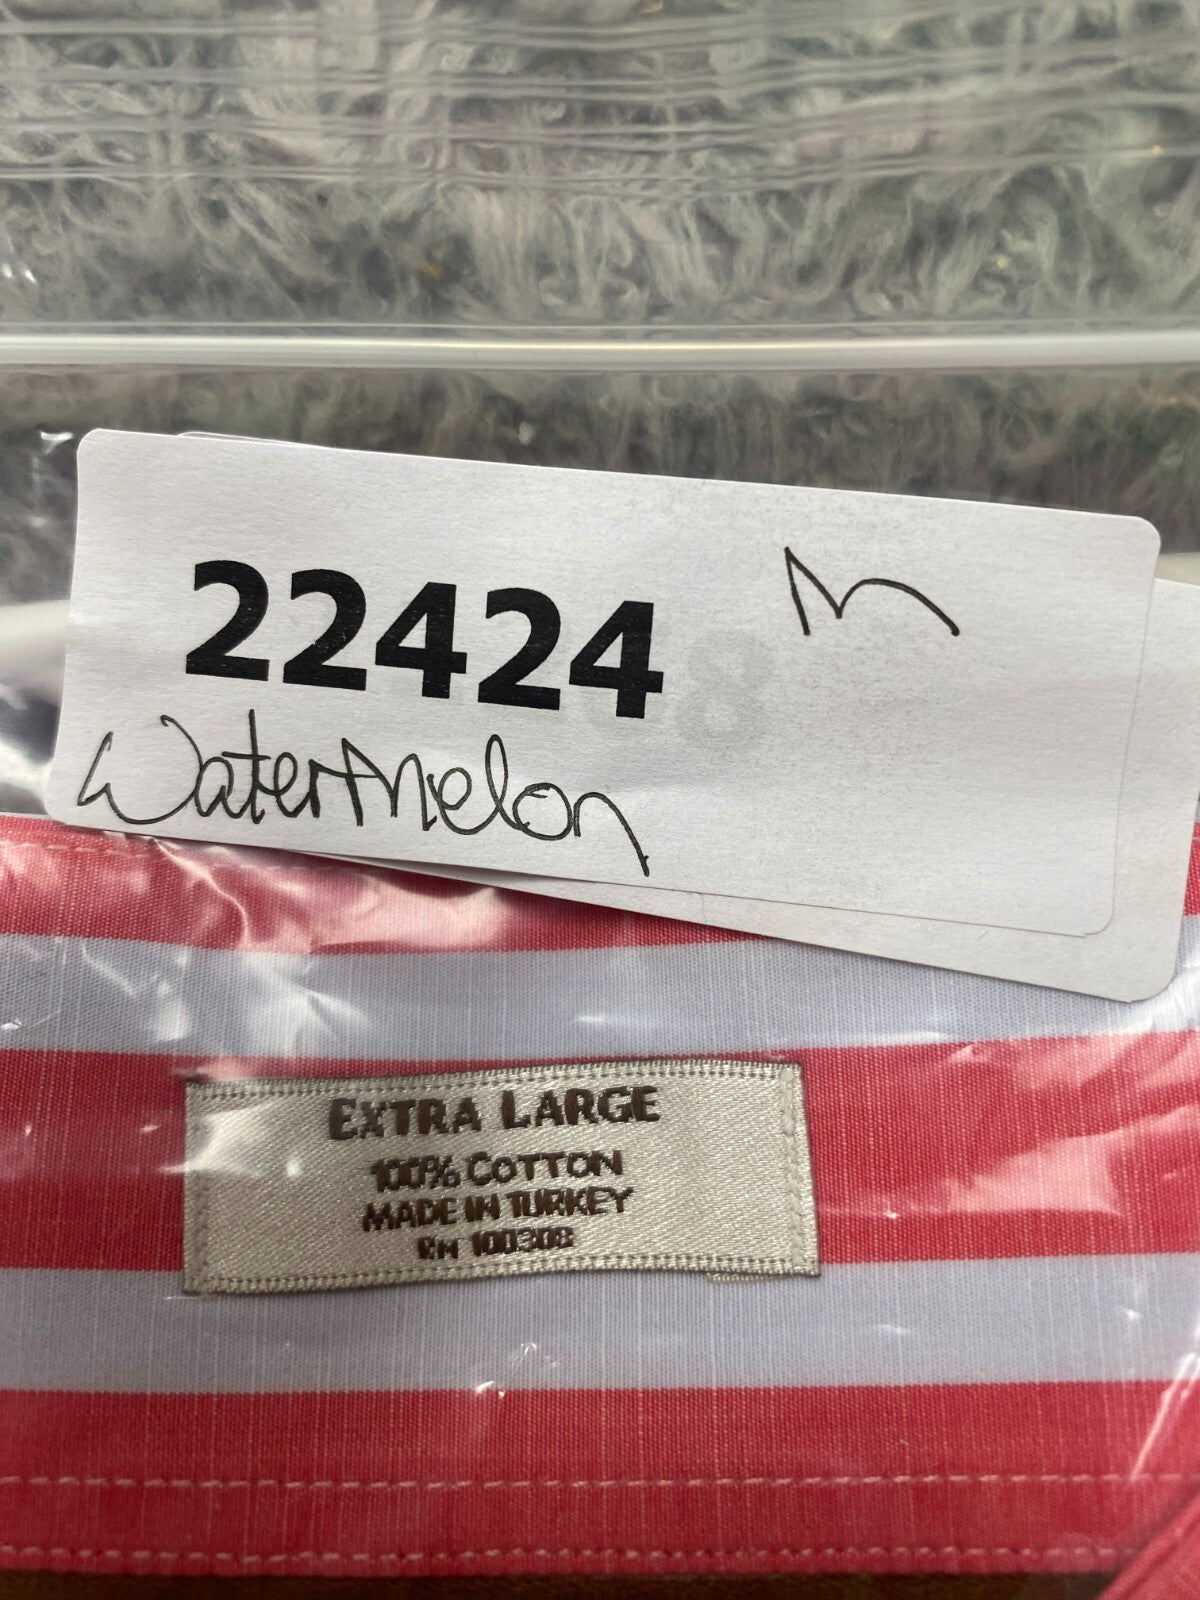 22424 M
Watermelon
EXTRA LARGE
100% COTTON
MADE IN TURKEY
RN 100308